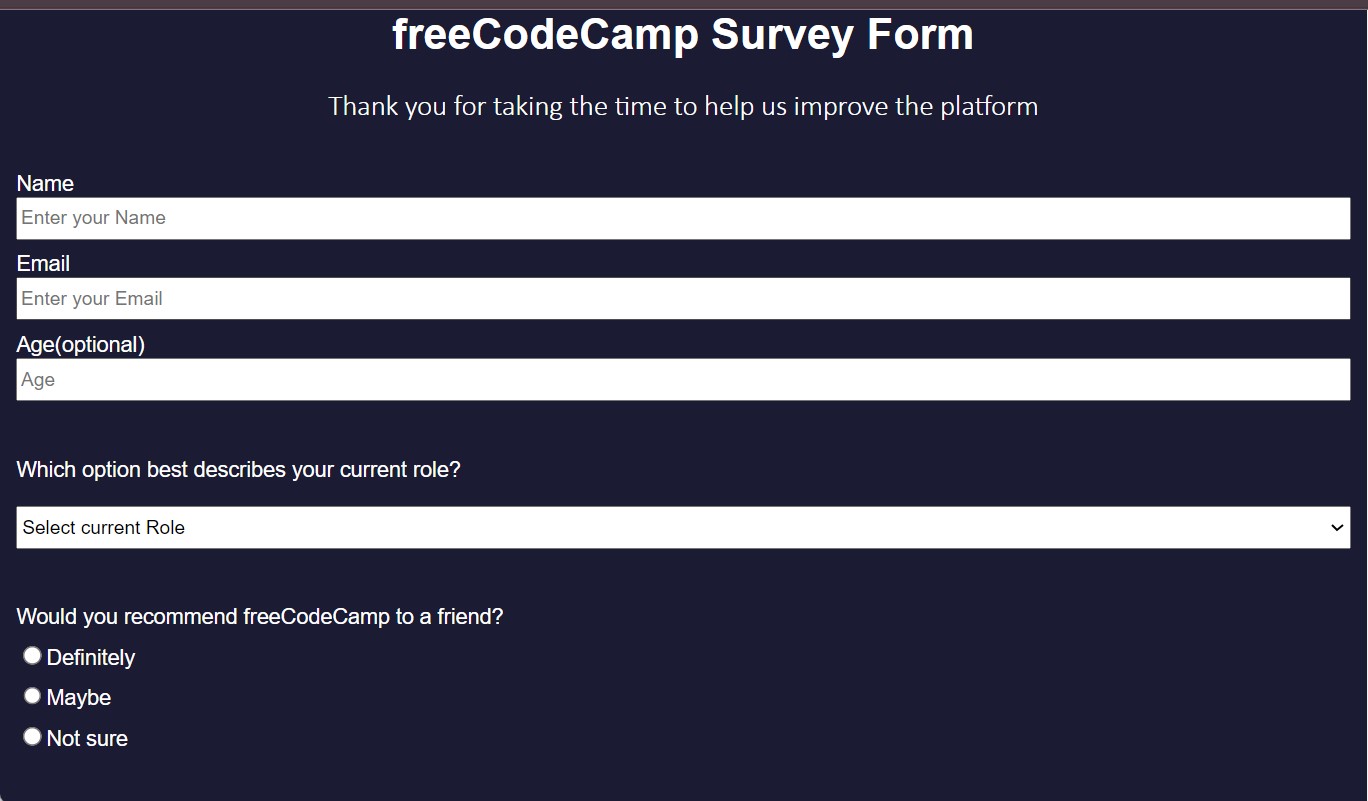 freeCodeCamp Survey Form
Thank you for taking the time to help us improve the platform
Name
Enter your Name
Email
Enter your Email
Age(optional)
Age
Which option best describes your current role?
Select current Role
Would you recommend freeCodeCamp to a friend?
Definitely
Maybe
Not sure